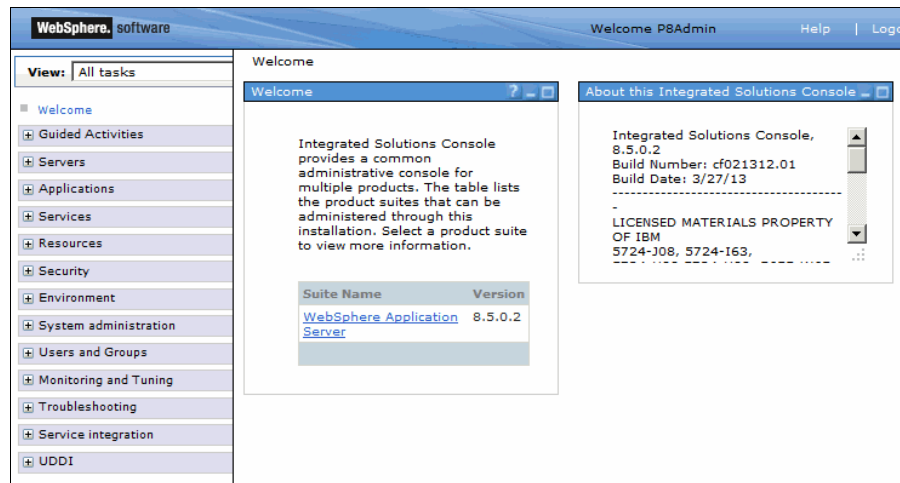 WebSphere. software
Welcome P8Admin
Help | Logo
View: All tasks
Welcome
Guided Activities
Servers
Applications
Services
Resources
Security
Environment
System administration
Users and Groups
Monitoring and Tuning
Troubleshooting
Service integration
UDDI
Welcome
Welcome
?
Integrated Solutions Console
provides a common
administrative console for
multiple products. The table lists
the product suites that can be
administered through this
installation. Select a product suite
to view more information.
Suite Name Version
WebSphere Application 8.5.0.2
Server
About this Integrated Solutions Console
Integrated Solutions Console,
8.5.0.2
Build Number: cf021312.01
Build Date: 3/27/13
--------------------------------------
-
LICENSED MATERIALS PROPERTY
OF IBM
5724-J08, 5724-I63,